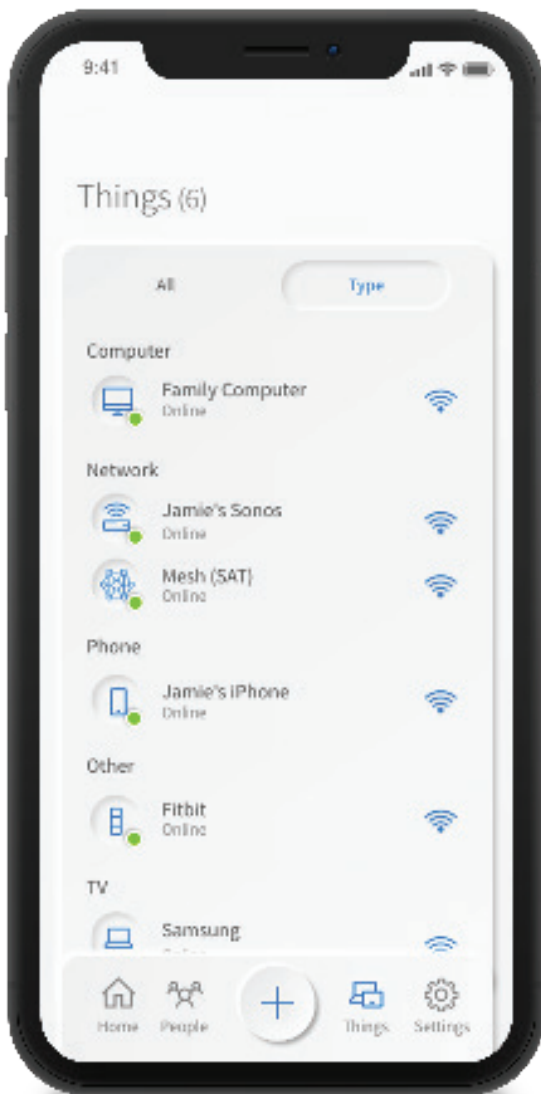 9:41
Things (6)
All Type
Computer
Family Computer
Online
Network
Jamie's Sonos
Online
Mesh (SAT)
Online
Phone
Jamie's iPhone
Online
Other
Fitbit
Online
TV
Samsung
Home People Things Settings